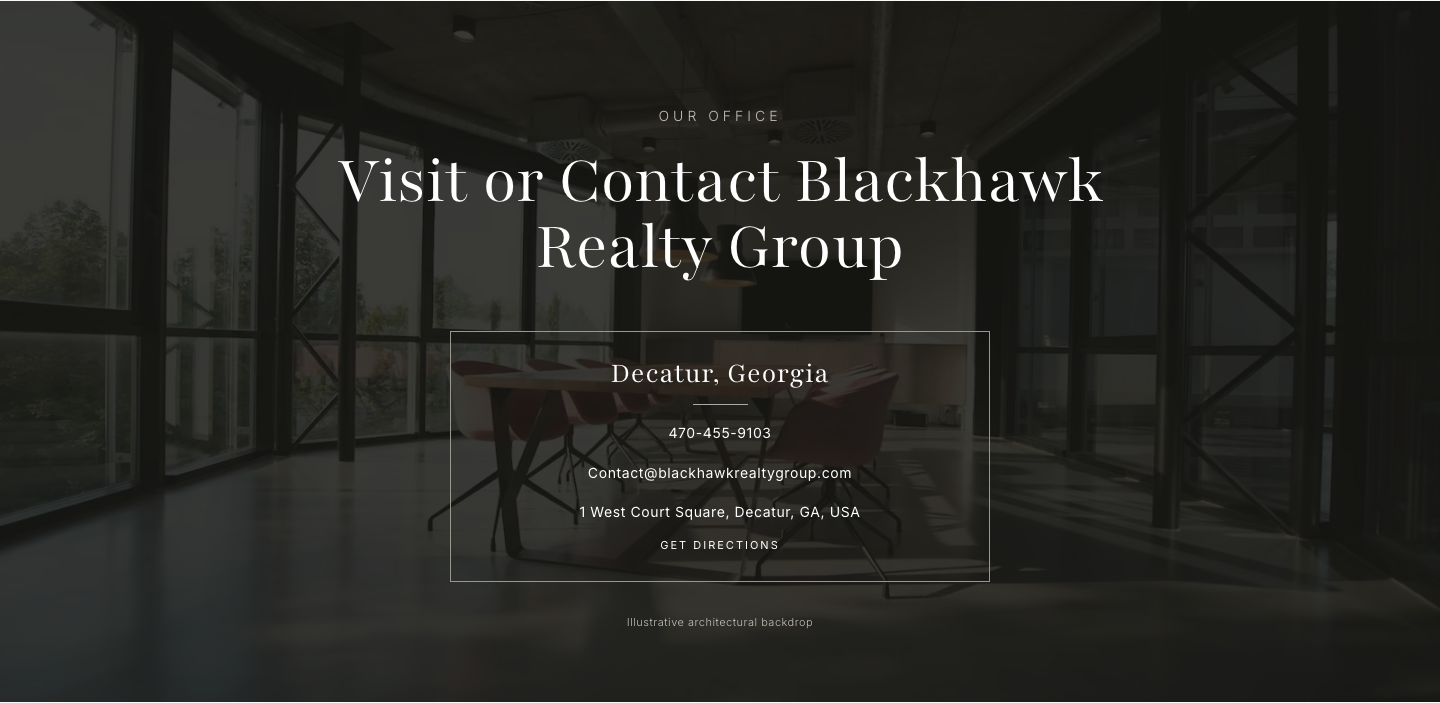 OUR OFFICE
Visit or Contact Blackhawk
Realty Group
Decatur, Georgia
470-455-9103
Contact@blackhawkrealtygroup.com
1 West Court Square, Decatur, GA, USA
GET DIRECTIONS
Illustrative architectural backdrop